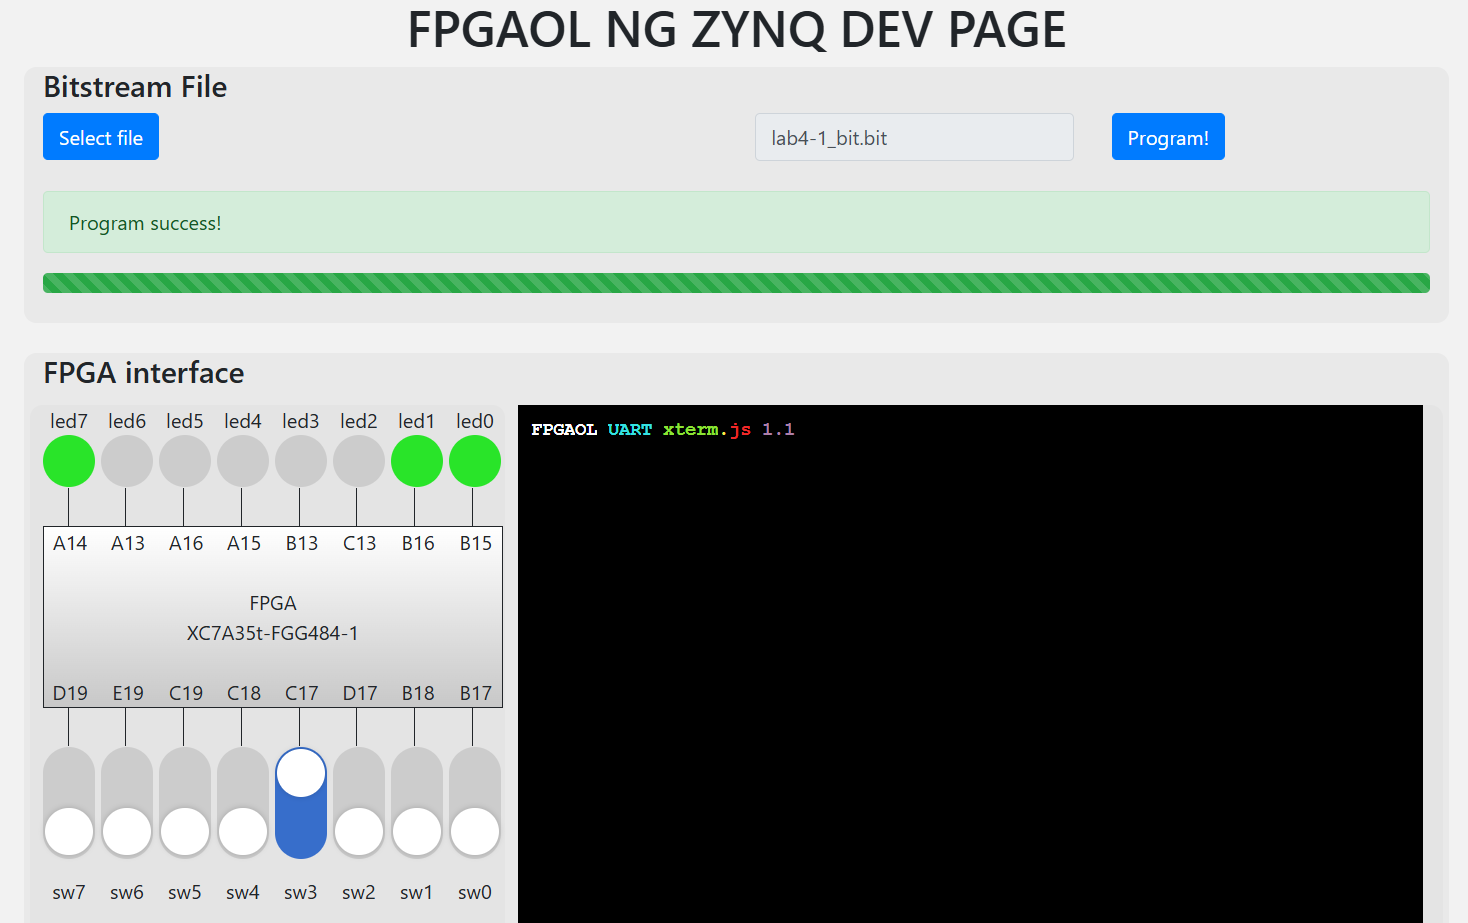 FPGAOL NG ZYNQ DEV PAGE
Bitstream File
Select file
lab4-1_bit.bit
Program!
Program success!
FPGA interface
led7 led6 led5 led4 led3 led2 led1 led0
FPGAOL UART xterm.js 1.1
A14 A13 A16 A15 B13 C13 B16 B15
FPGA
XC7A35t-FGG484-1
D19 E19 C19 C18 C17 D17 B18 B17
sw7 sw6 sw5 sw4 sw3 sw2 sw1 sw0